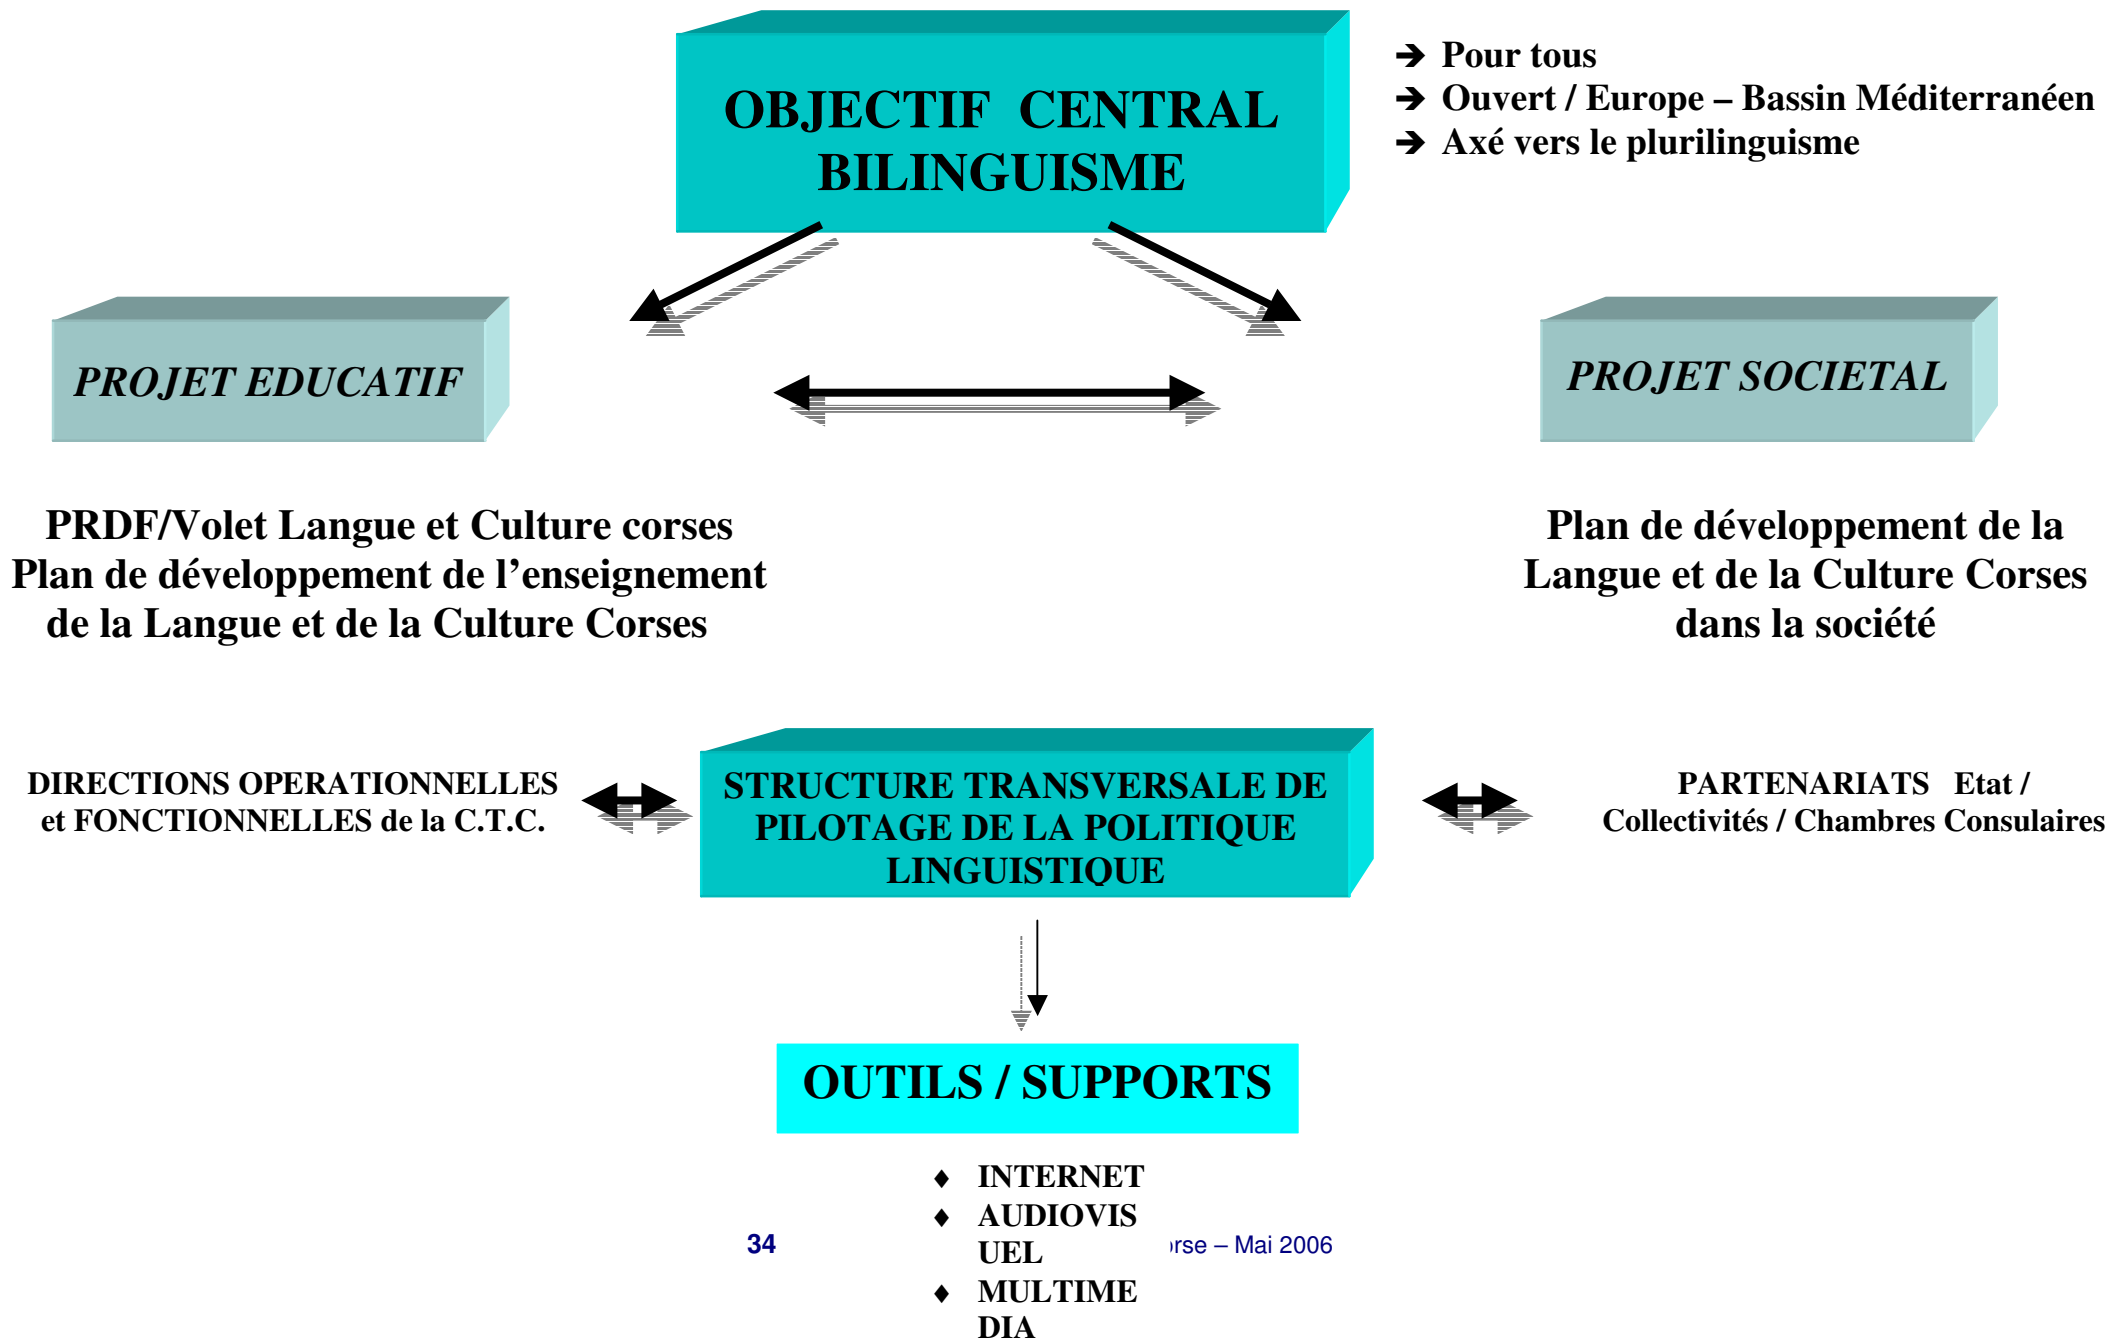 OBJECTIF CENTRAL
BILINGUISME
➔ Pour tous
➔ Ouvert / Europe – Bassin Méditerranéen
➔ Axé vers le plurilinguisme
PROJET EDUCATIF
PROJET SOCIETAL
PRDF/Volet Langue et Culture corses
Plan de développement de l’enseignement
de la Langue et de la Culture Corses
Plan de développement de la
Langue et de la Culture Corses
dans la société
DIRECTIONS OPERATIONNELLES
et FONCTIONNELLES de la C.T.C.
STRUCTURE TRANSVERSALE DE
PILOTAGE DE LA POLITIQUE
LINGUISTIQUE
PARTENARIATS Etat /
Collectivités / Chambres Consulaires
OUTILS / SUPPORTS
♦ INTERNET
♦ AUDIOVIS
UEL
♦ MULTIME
DIA
34
– Mai 2006